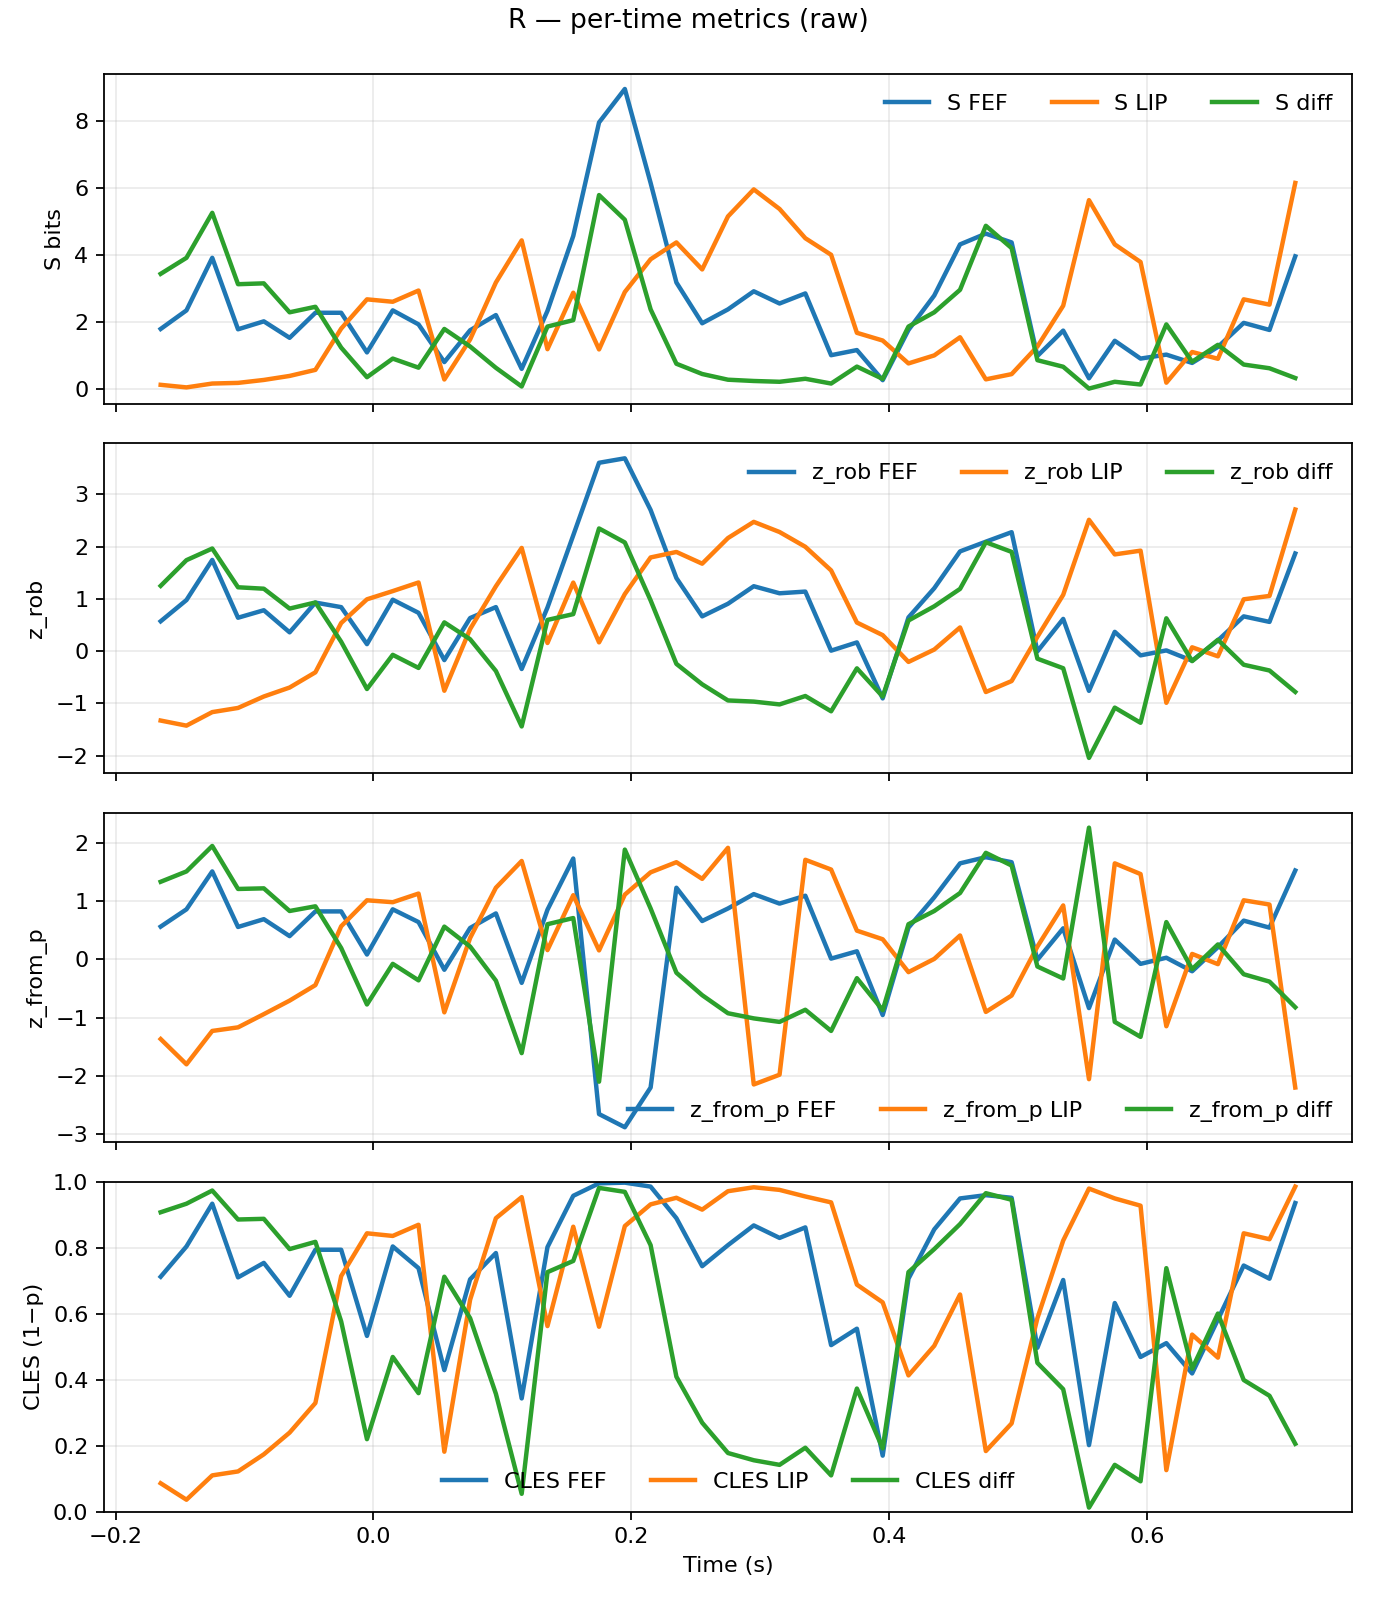 R — per-time metrics (raw)
S FEF S LIP S diff
8
6
4
2
0
S bits
z_rob FEF z_rob LIP z_rob diff
3
2
1
0
−1
−2
z_rob
2
1
0
−1
−2
−3
z_from_p
z_from_p FEF z_from_p LIP z_from_p diff
1.0
0.8
0.6
0.4
0.2
0.0
CLES (1−p)
CLES FEF CLES LIP CLES diff
−0.2 0.0 0.2 0.4 0.6
Time (s)